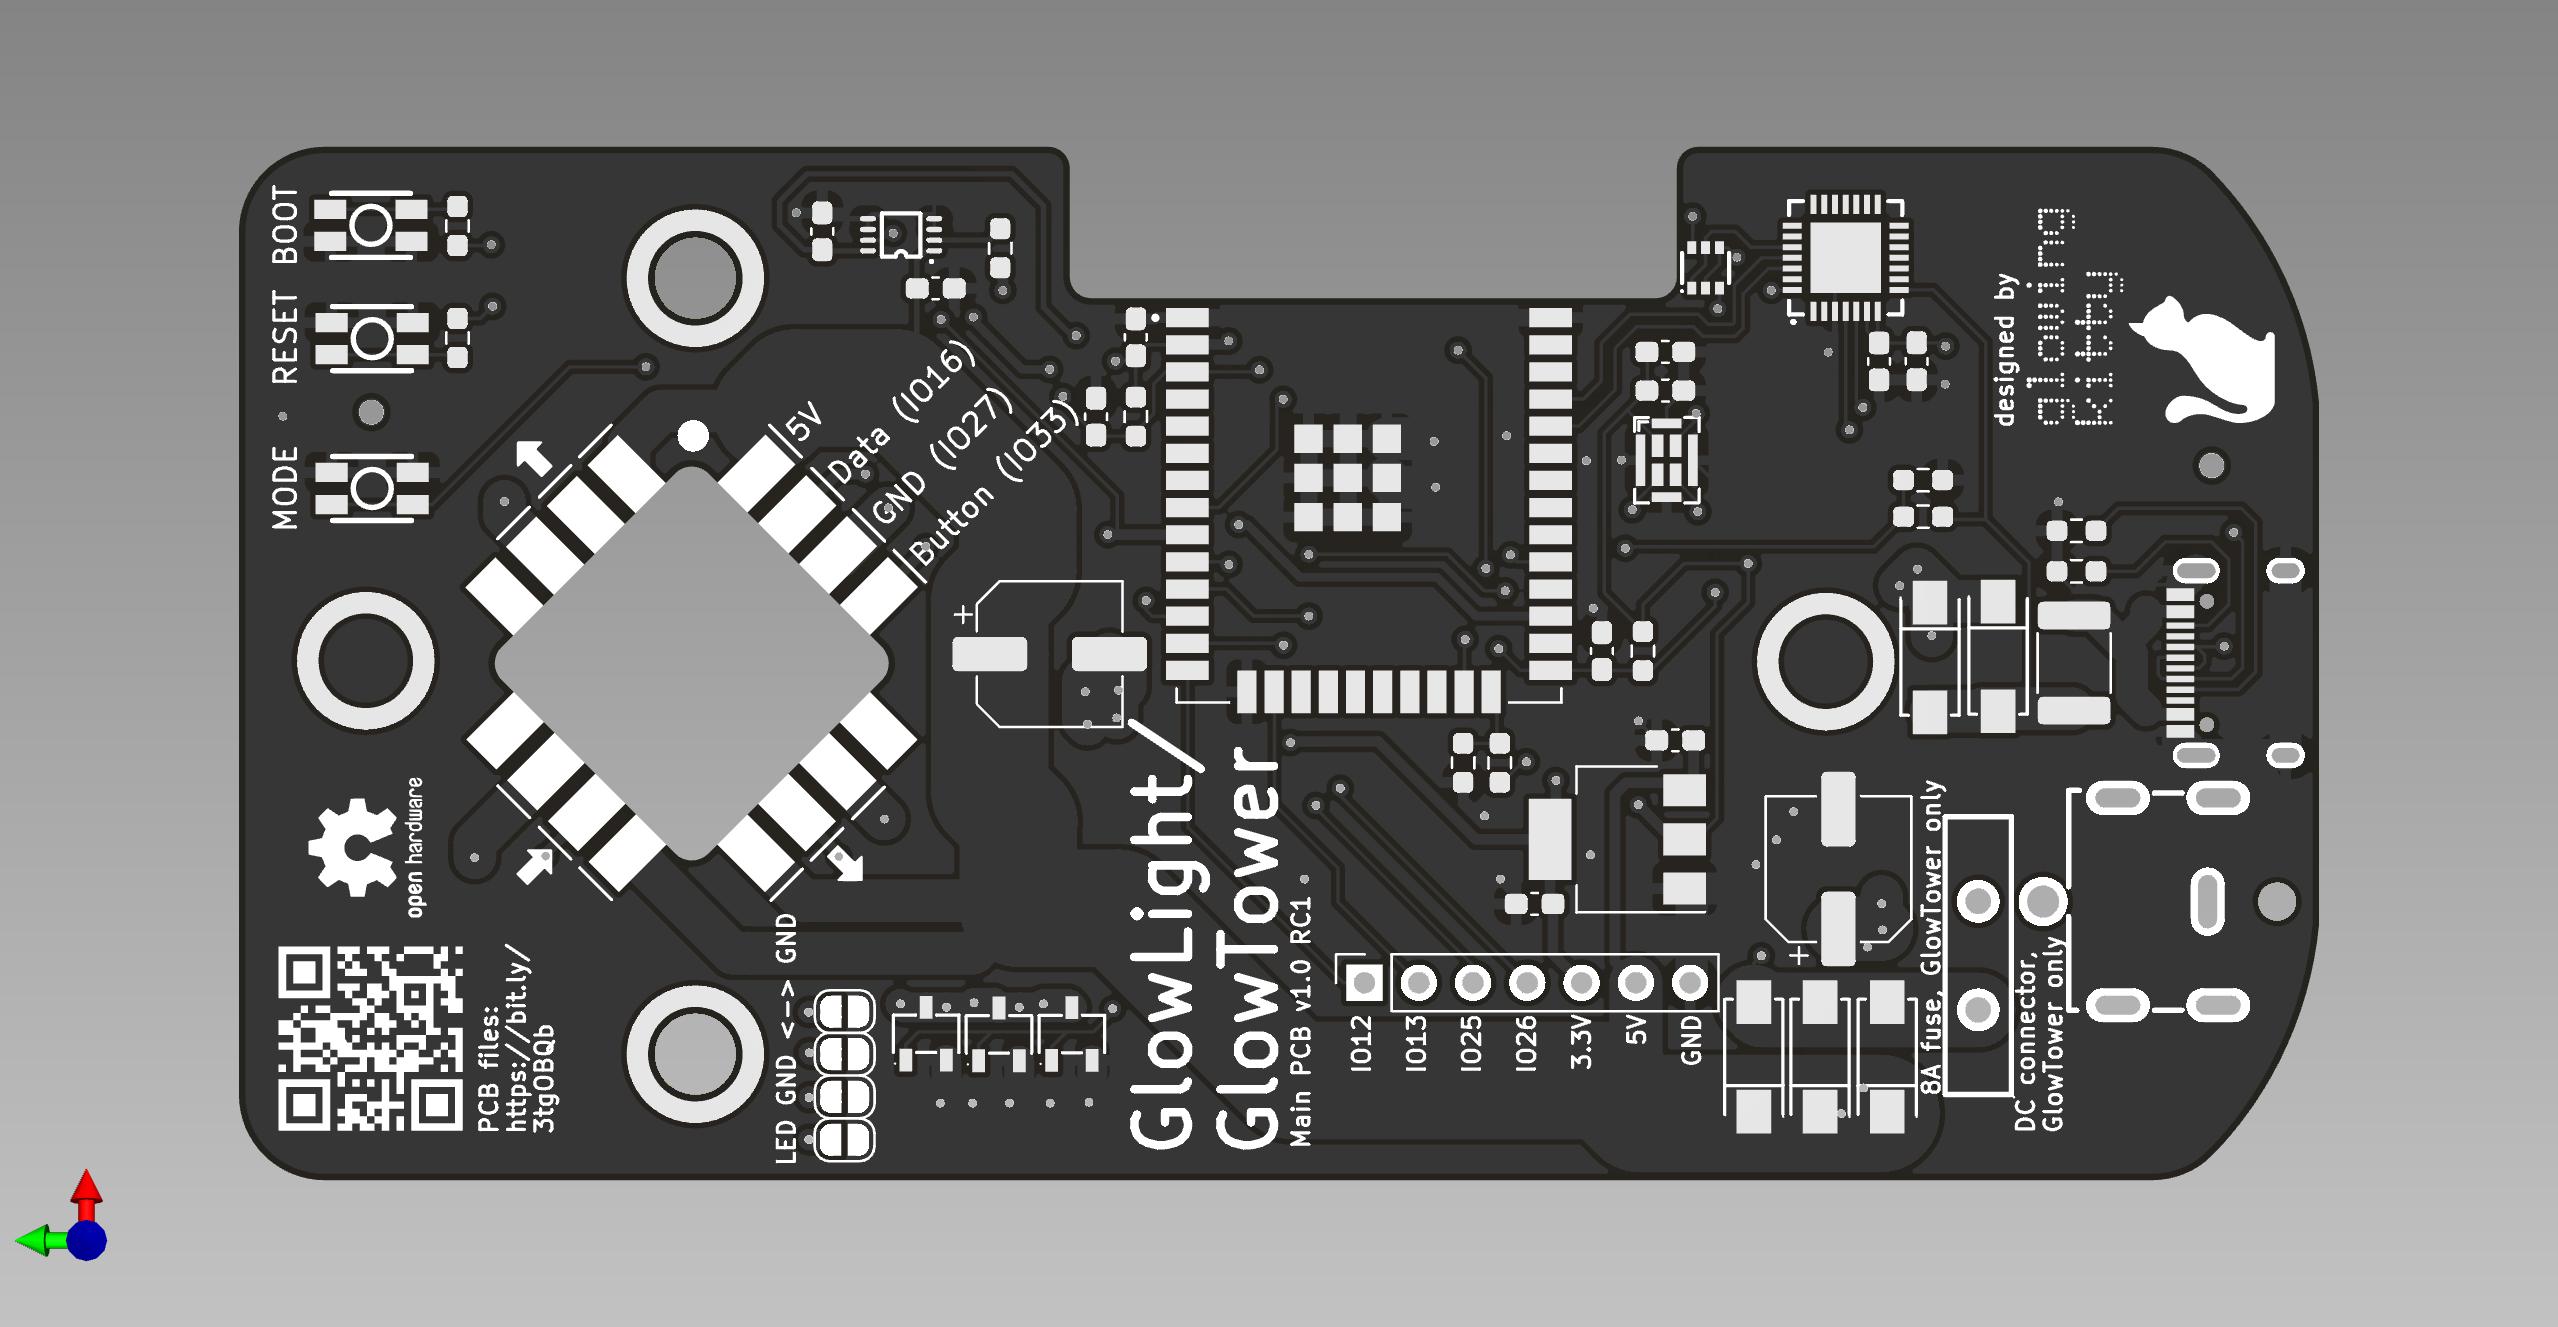 BOOT
RESET
MODE
5V
Data (IO16)
GND (IO27)
Button (IO33)
+
designed by
glowing
kitty
open hardware
PCB files:
https://bit.ly/
3tgOBQb
LED GND <-> GND
GlowLight/
GlowTower
Main PCB v1.0 RC1
IO12
IO13
IO25
IO26
3.3V
5V
GND
+
8A fuse, GlowTower only
DC connector,
GlowTower only